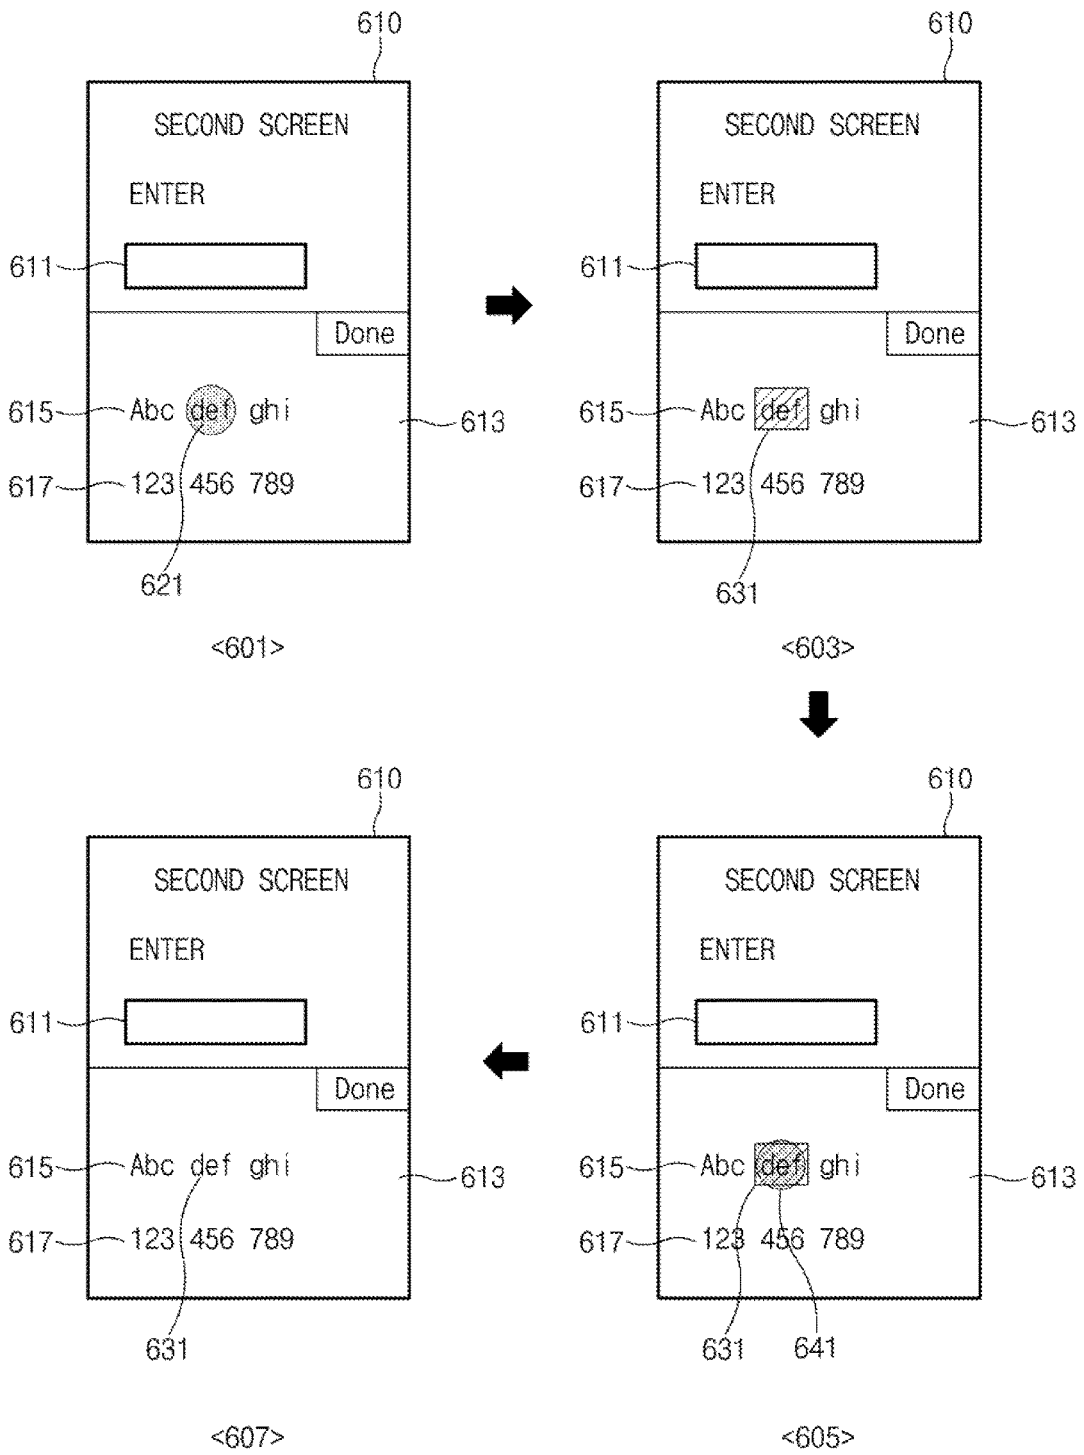 610
SECOND SCREEN
ENTER
611
Done
615
Abc def ghi
613
617
123 456 789
621
<601>
610
SECOND SCREEN
ENTER
611
Done
615
Abc def ghi
613
617
123 456 789
631
<603>
610
SECOND SCREEN
ENTER
611
Done
615
Abc def ghi
613
617
123 456 789
631
<607>
610
SECOND SCREEN
ENTER
611
Done
615
Abc def ghi
613
617
123 456 789
631 641
<605>